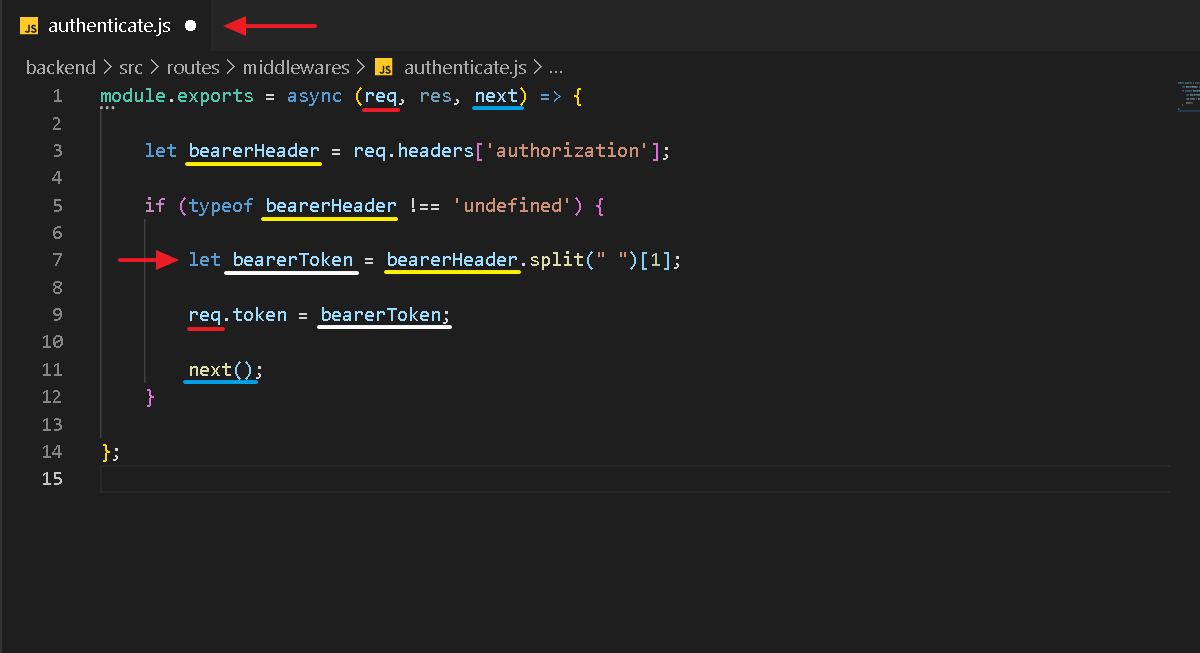 JS authenticate.js
backend > src > routes > middlewares > JS authenticate.js > ...
1 module.exports = async (req, res, next) => {
2
3 let bearerHeader = req.headers['authorization'];
4
5 if (typeof bearerHeader !== 'undefined') {
6
7 let bearerToken = bearerHeader.split(" ")[1];
8
9 req.token = bearerToken;
10
11 next();
12 }
13
14 };
15